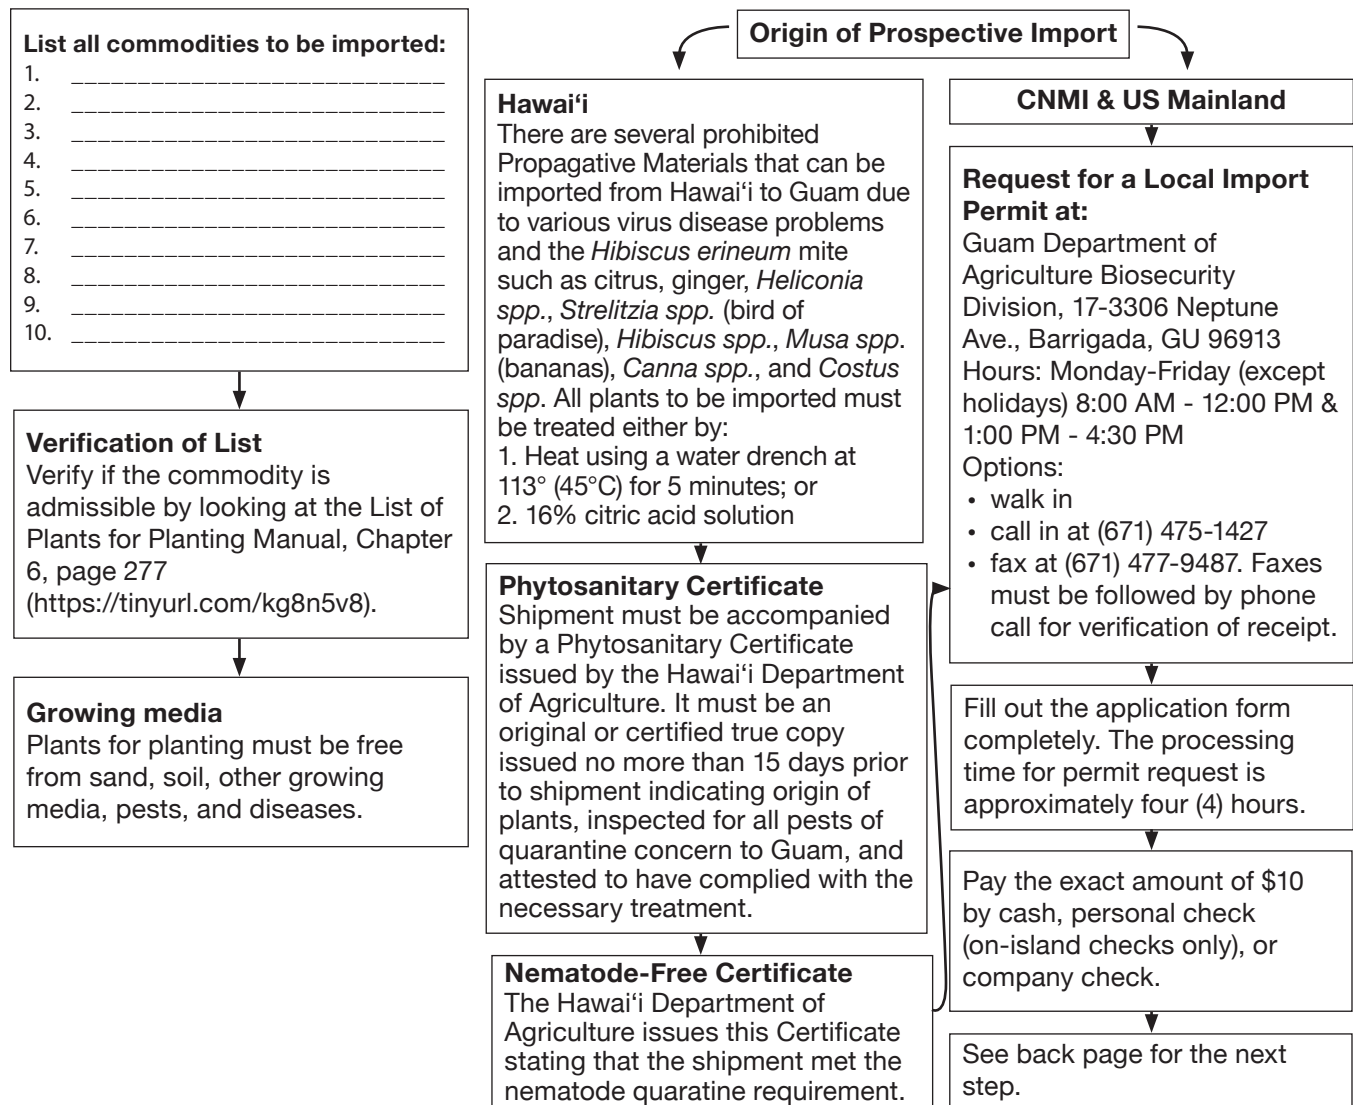 List all commodities to be imported:
1. ____________________________
2. ____________________________
3. ____________________________
4. ____________________________
5. ____________________________
6. ____________________________
7. ____________________________
8. ____________________________
9. ____________________________
10. ____________________________
Verification of List
Verify if the commodity is
admissible by looking at the List of
Plants for Planting Manual, Chapter
6, page 277
(https://tinyurl.com/kg8n5v8).
Growing media
Plants for planting must be free
from sand, soil, other growing
media, pests, and diseases.
Origin of Prospective Import
Hawai‘i
There are several prohibited
Propagative Materials that can be
imported from Hawai‘i to Guam due
to various virus disease problems
and the Hibiscus erineum mite
such as citrus, ginger, Heliconia
spp., Strelitzia spp. (bird of
paradise), Hibiscus spp., Musa spp.
(bananas), Canna spp., and Costus
spp. All plants to be imported must
be treated either by:
1. Heat using a water drench at
113° (45°C) for 5 minutes; or
2. 16% citric acid solution
Phytosanitary Certificate
Shipment must be accompanied
by a Phytosanitary Certificate
issued by the Hawai‘i Department
of Agriculture. It must be an
original or certified true copy
issued no more than 15 days prior
to shipment indicating origin of
plants, inspected for all pests of
quarantine concern to Guam, and
attested to have complied with the
necessary treatment.
Nematode-Free Certificate
The Hawai‘i Department of
Agriculture issues this Certificate
stating that the shipment met the
nematode quaratine requirement.
CNMI & US Mainland
Request for a Local Import
Permit at:
Guam Department of
Agriculture Biosecurity
Division, 17-3306 Neptune
Ave., Barrigada, GU 96913
Hours: Monday-Friday (except
holidays) 8:00 AM - 12:00 PM &
1:00 PM - 4:30 PM
Options:
• walk in
• call in at (671) 475-1427
• fax at (671) 477-9487. Faxes
must be followed by phone
call for verification of receipt.
Fill out the application form
completely. The processing
time for permit request is
approximately four (4) hours.
Pay the exact amount of $10
by cash, personal check
(on-island checks only), or
company check.
See back page for the next
step.